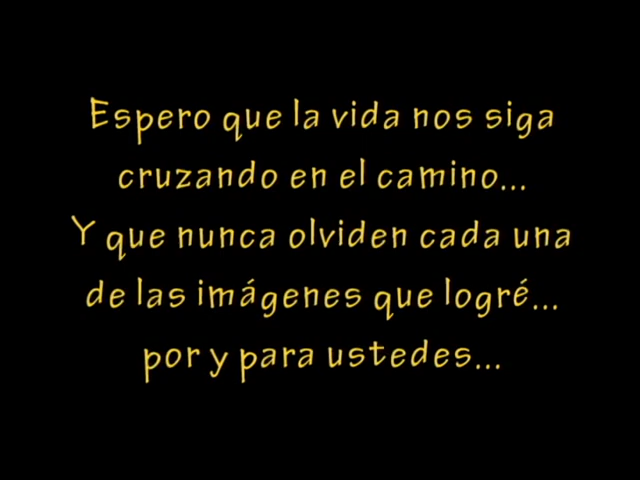 Espero que la vida nos siga
cruzando en el camino...
Y que nunca olviden cada una
de las imágenes que logré...
por y para ustedes...